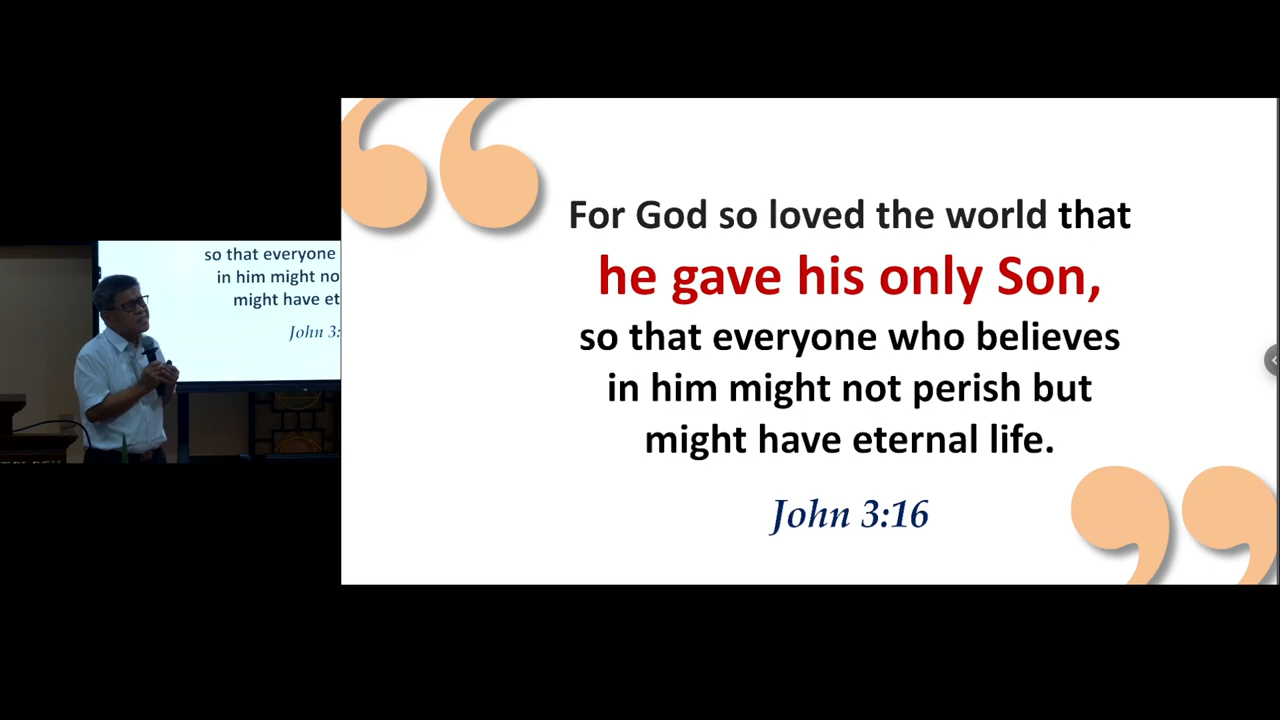 For God so loved the world that
he gave his only Son,
so that everyone who believes
in him might not perish but
might have eternal life.
John 3:16
so that everyone
in him might no
might have et
John 3: